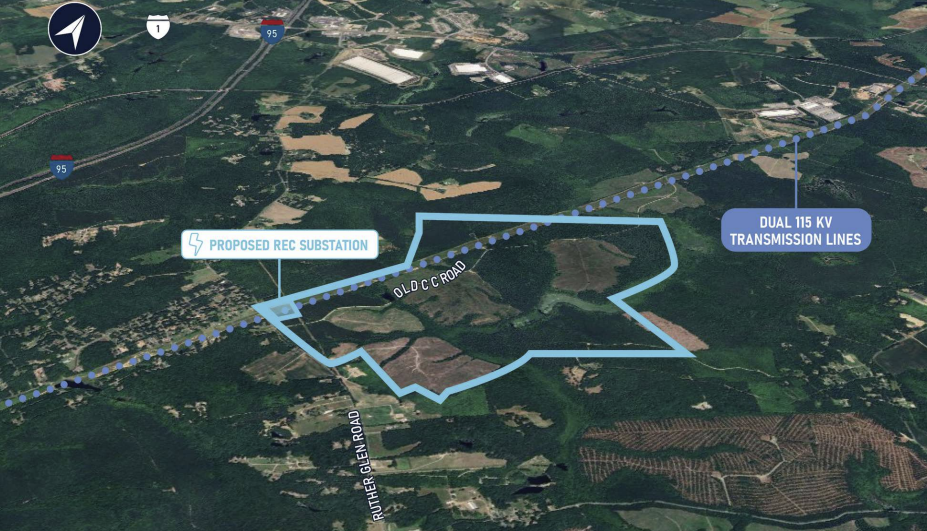 1
95
95
DUAL 115 KV
TRANSMISSION LINES
PROPOSED REC SUBSTATION
OLD C C ROAD
RUTHER GLEN ROAD